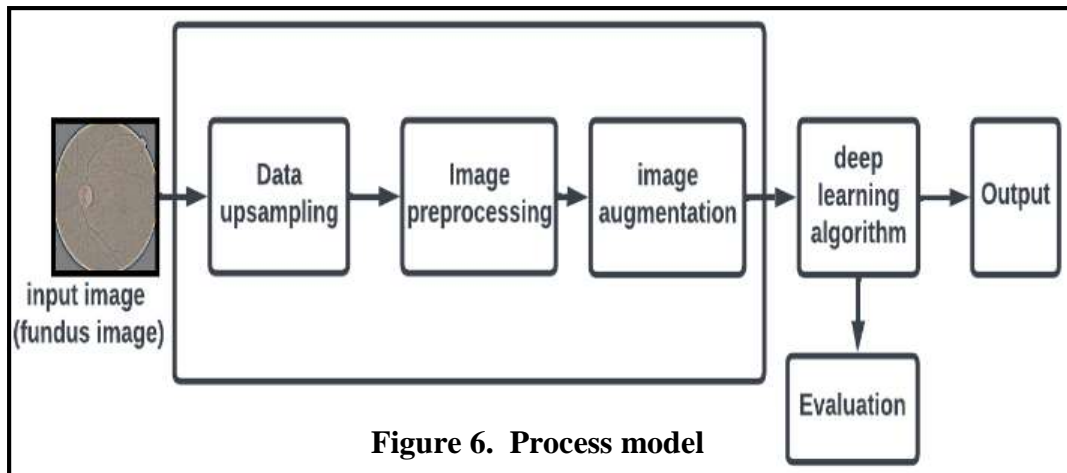 input image
(fundus image)
Data
upsampling
Image
preprocessing
image
augmentation
deep
learning
algorithm
Output
Evaluation
Figure 6. Process model